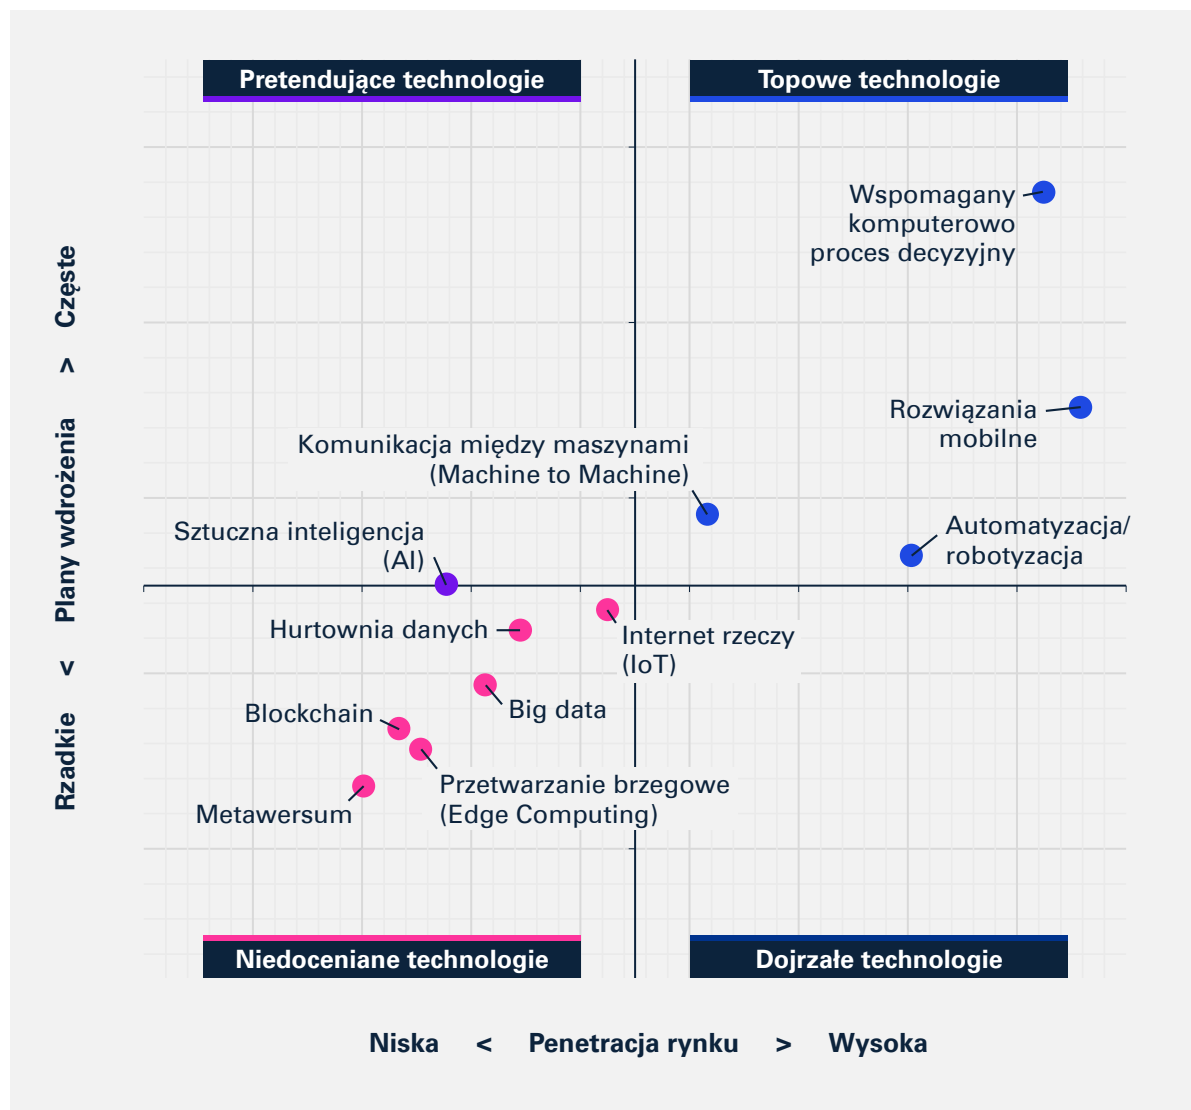 Pretendujące technologie
Topowe technologie
Wspomagany
komputerowo
proces decyzyjny
Rozwiązania
mobilne
Komunikacja między maszynami
(Machine to Machine)
Automatyzacja/
robotyzacja
Sztuczna inteligencja
(AI)
Hurtownia danych
Internet rzeczy
(IoT)
Big data
Blockchain
Przetwarzanie brzegowe
(Edge Computing)
Metawersum
Niedoceniane technologie
Dojrzałe technologie
Rzadkie < Plany wdrożenia > Częste
Niska < Penetracja rynku > Wysoka